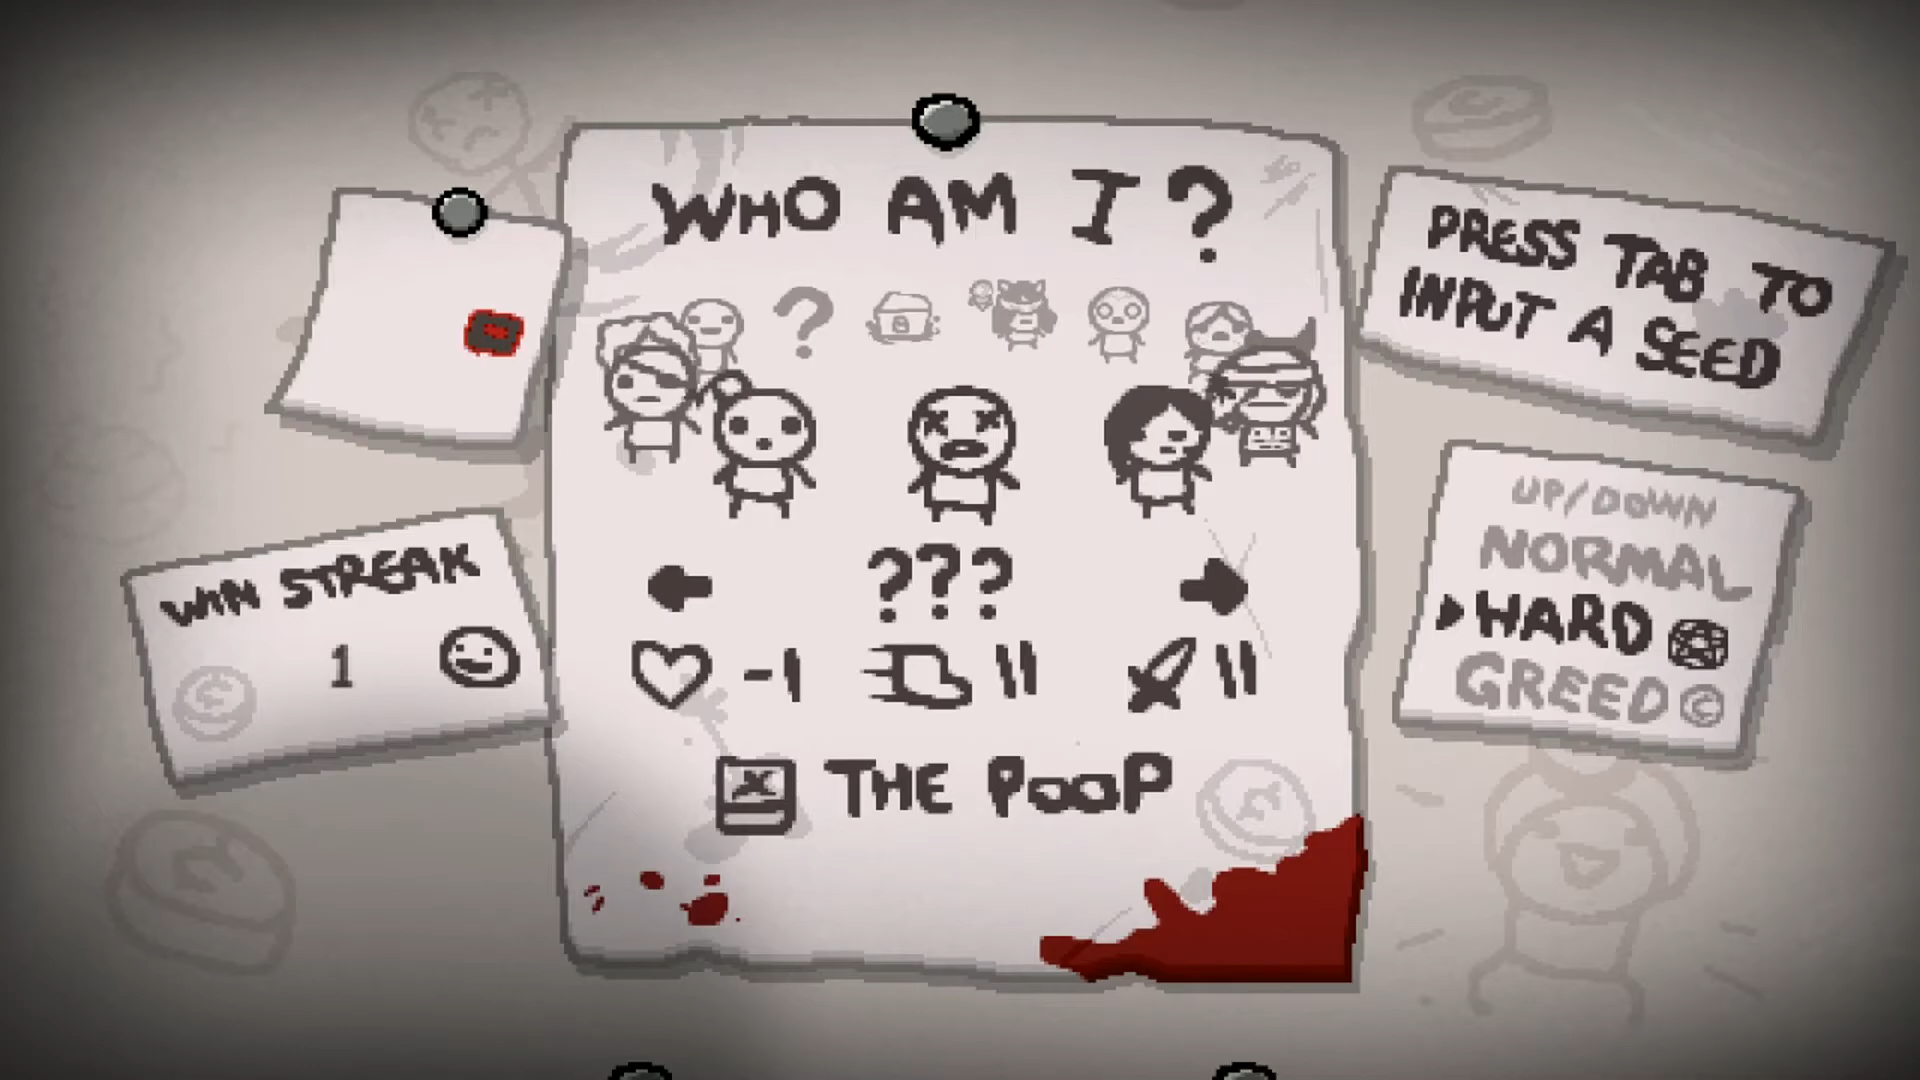 WHO AM I?
?
PRESS TAB TO
INPUT A SEED
WIN STREAK
1
UP/DOWN
NORMAL
HARD
GREED
???
-1
THE POOP